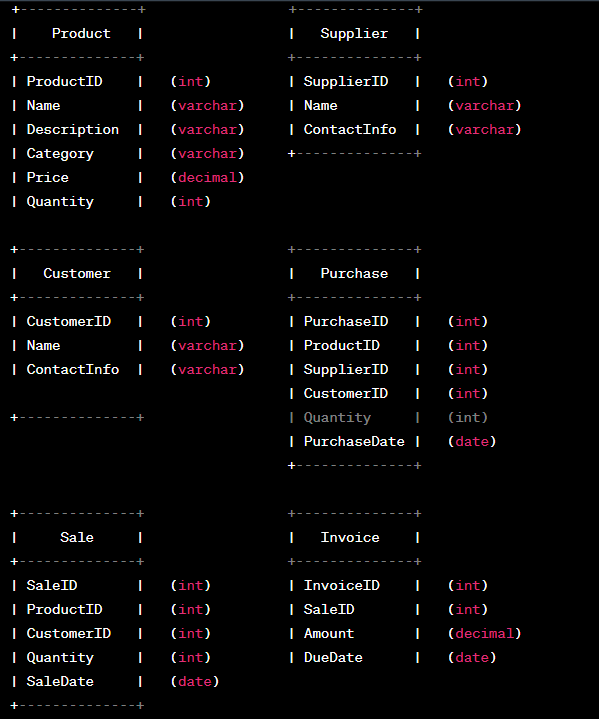 +--------------+                  +--------------+
|    Product   |                  |   Supplier   |
+--------------+                  +--------------+
| ProductID    |   (int)          | SupplierID   |   (int)
| Name         |   (varchar)      | Name         |   (varchar)
| Description  |   (varchar)      | ContactInfo  |   (varchar)
| Category     |   (varchar)      +--------------+
| Price        |   (decimal)
| Quantity     |   (int)
+--------------+                  +--------------+
|   Customer   |                  |   Purchase   |
+--------------+                  +--------------+
| CustomerID   |   (int)          | PurchaseID   |   (int)
| Name         |   (varchar)      | ProductID    |   (int)
| ContactInfo  |   (varchar)      | SupplierID   |   (int)
                                  | CustomerID   |   (int)
+--------------+                  | Quantity     |   (int)
                                  | PurchaseDate |   (date)
                                  +--------------+
+--------------+                  +--------------+
|     Sale     |                  |   Invoice    |
+--------------+                  +--------------+
| SaleID       |   (int)          | InvoiceID    |   (int)
| ProductID    |   (int)          | SaleID       |   (int)
| CustomerID   |   (int)          | Amount       |   (decimal)
| Quantity     |   (int)          | DueDate      |   (date)
| SaleDate     |   (date)
+--------------+